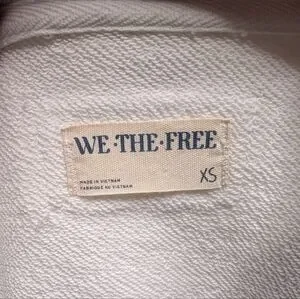 WE·THE·FREE
XS
MADE IN VIETNAM
FABRIQUÉ AU VIETNAM